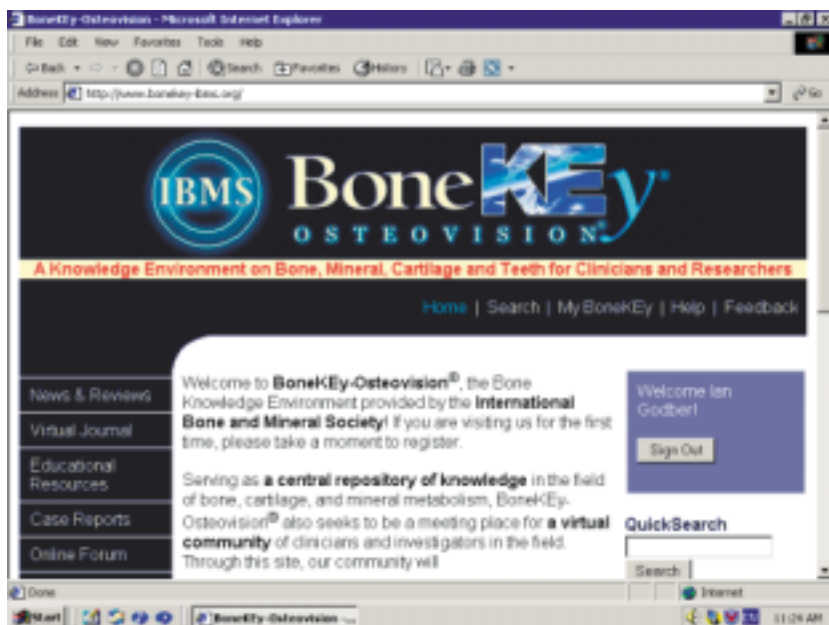 BoneKEy-Osteovision - Microsoft Internet Explorer
File Edit View Favorites Tools Help
Back Search Favorites History
Address http://www.bonekey-ibms.org/ Go
IBMS BoneKEy®
OSTEOVISION®
A Knowledge Environment on Bone, Mineral, Cartilage and Teeth for Clinicians and Researchers
Home | Search | My BoneKEy | Help | Feedback
News & Reviews
Virtual Journal
Educational
Resources
Case Reports
Online Forum
Welcome to BoneKEy-Osteovision®, the Bone
Knowledge Environment provided by the International
Bone and Mineral Society! If you are visiting us for the first
time, please take a moment to register.
Serving as a central repository of knowledge in the field
of bone, cartilage, and mineral metabolism, BoneKEy-
Osteovision® also seeks to be a meeting place for a virtual
community of clinicians and investigators in the field.
Through this site, our community will
Welcome Ian
Godber!
Sign Out
QuickSearch
Search
Done Internet
Start BoneKEy-Osteovision -... 11:24 AM